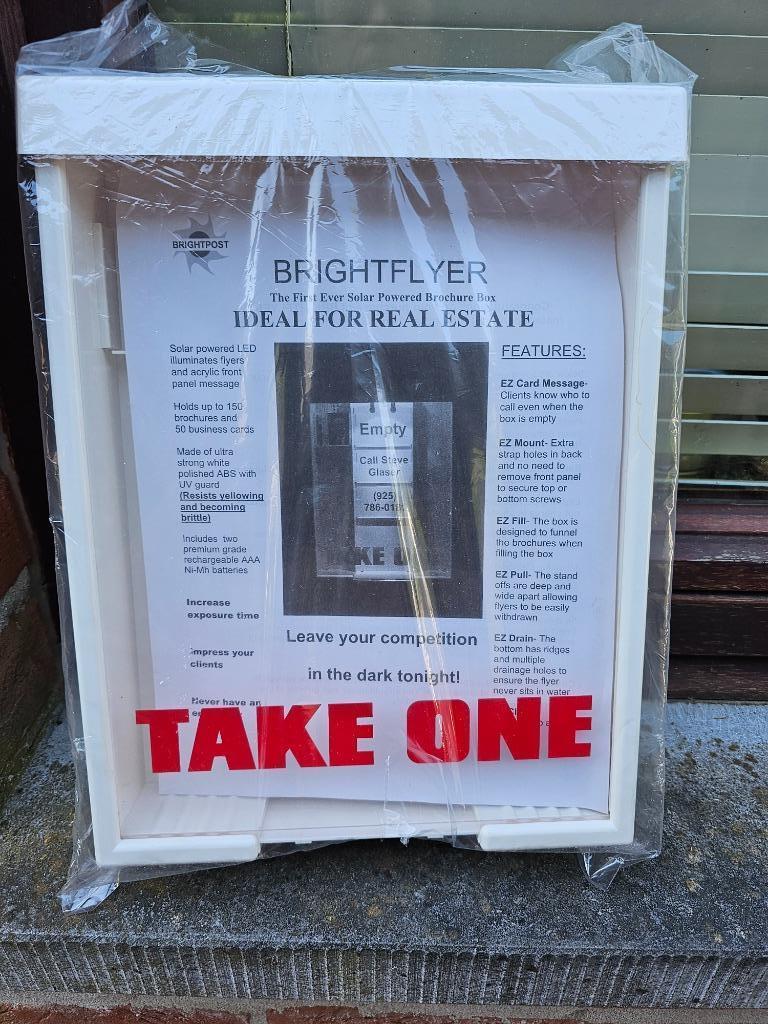 BRIGHTPOST
BRIGHTFLYER
The First Ever Solar Powered Brochure Box
IDEAL FOR REAL ESTATE
Solar powered LED
illuminates flyers
and acrylic front
panel message
Holds up to 150
brochures and
50 business cards
Made of ultra
strong white
polished ABS with
UV guard
(Resists yellowing
and becoming
brittle)
Includes two
premium grade
rechargeable AAA
Ni-Mh batteries
Increase
exposure time
Impress your
clients
Never have an
Empty
Call Steve
Glaser
(925)
786-018
KE O
Leave your competition
in the dark tonight!
FEATURES:
EZ Card Message-
Clients know who to
call even when the
box is empty
EZ Mount- Extra
strap holes in back
and no need to
remove front panel
to secure top or
bottom screws
EZ Fill- The box is
designed to funnel
the brochures when
filling the box
EZ Pull- The stand
offs are deep and
wide apart allowing
flyers to be easily
withdrawn
EZ Drain- The
bottom has ridges
and multiple
drainage holes to
ensure the flyer
never sits in water
TAKE ONE